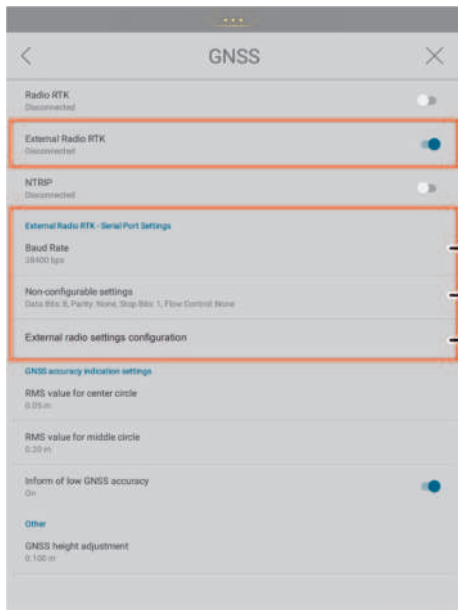 GNSS
Radio RTK
Disconnected
External Radio RTK
Disconnected
NTRIP
Disconnected
External Radio RTK - Serial Port Settings
Baud Rate
38400 bps
Non-configurable settings
Data Bits: 8, Parity: None, Stop Bits: 1, Flow Control: None
External radio settings configuration
GNSS accuracy indication settings
RMS value for center circle
0.05 m
RMS value for middle circle
0.20 m
Inform of low GNSS accuracy
On
Other
GNSS height adjustment
0.100 m